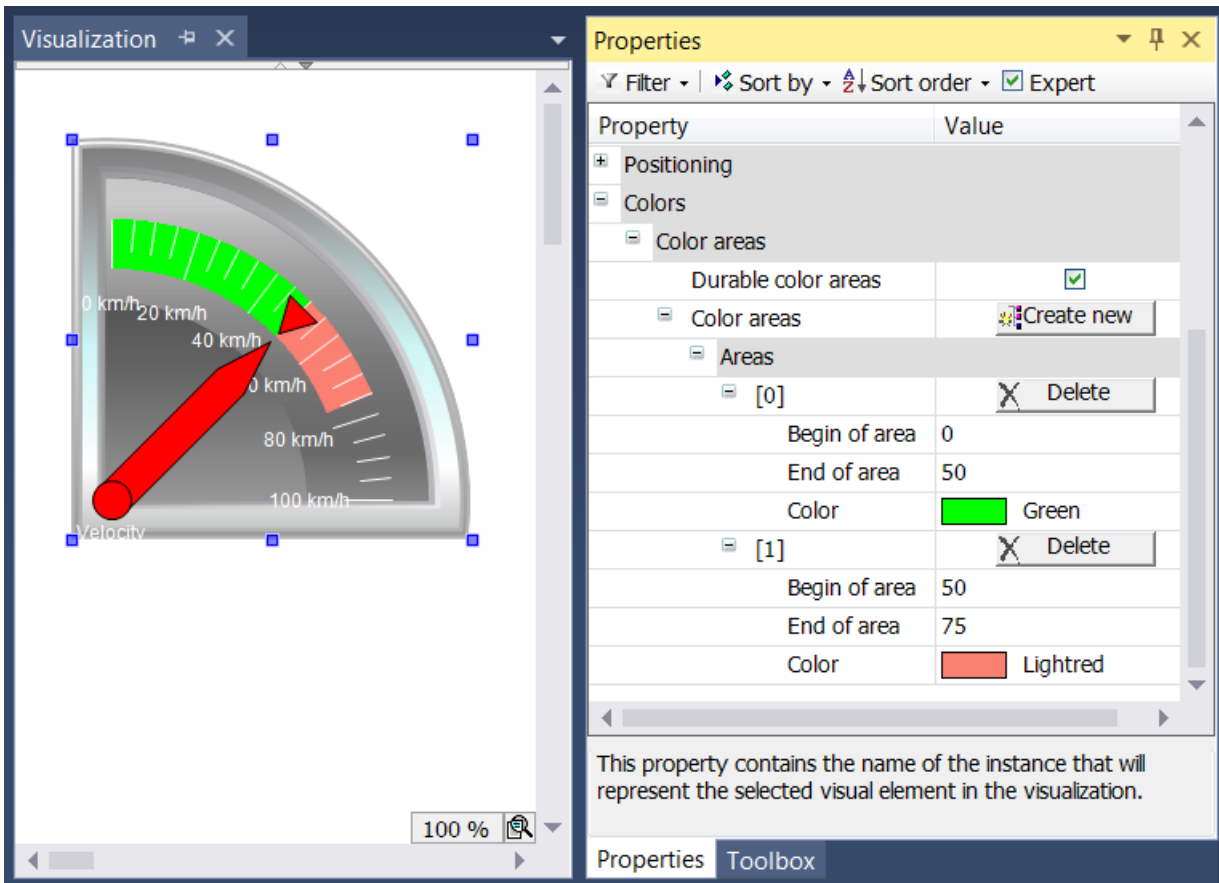 Visualization
0 km/h
20 km/h
40 km/h
0 km/h
80 km/h
100 km/h
Velocity
100 %
Properties
Filter
Sort by
Sort order
Expert
Property Value
Positioning
Colors
Color areas
Durable color areas
Color areas Create new
Areas
[0] Delete
Begin of area 0
End of area 50
Color Green
[1] Delete
Begin of area 50
End of area 75
Color Lightred
This property contains the name of the instance that will
represent the selected visual element in the visualization.
Properties Toolbox